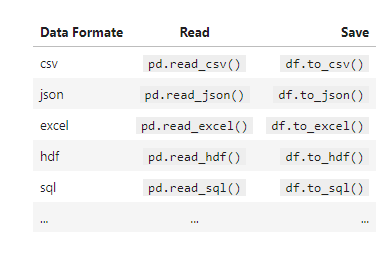 Data Formate Read Save
csv pd.read_csv() df.to_csv()
json pd.read_json() df.to_json()
excel pd.read_excel() df.to_excel()
hdf pd.read_hdf() df.to_hdf()
sql pd.read_sql() df.to_sql()
... ... ...